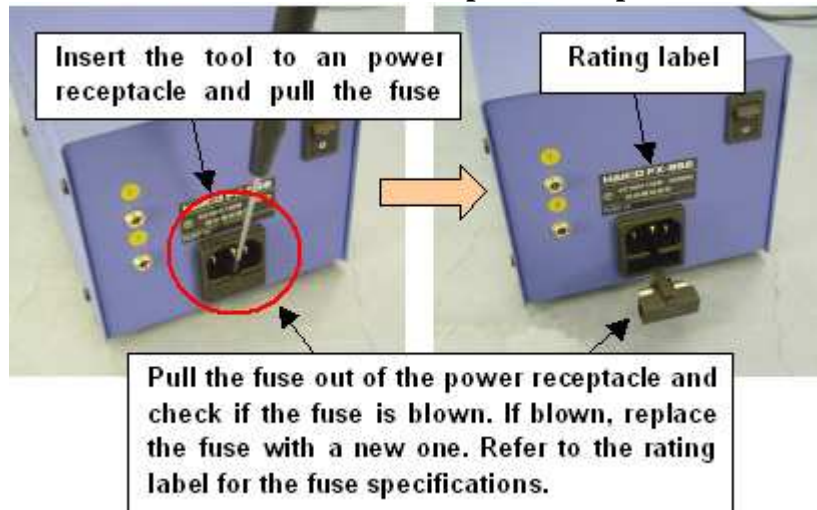 Insert the tool to an power
receptacle and pull the fuse
Rating label
Pull the fuse out of the power receptacle and
check if the fuse is blown. If blown, replace
the fuse with a new one. Refer to the rating
label for the fuse specifications.